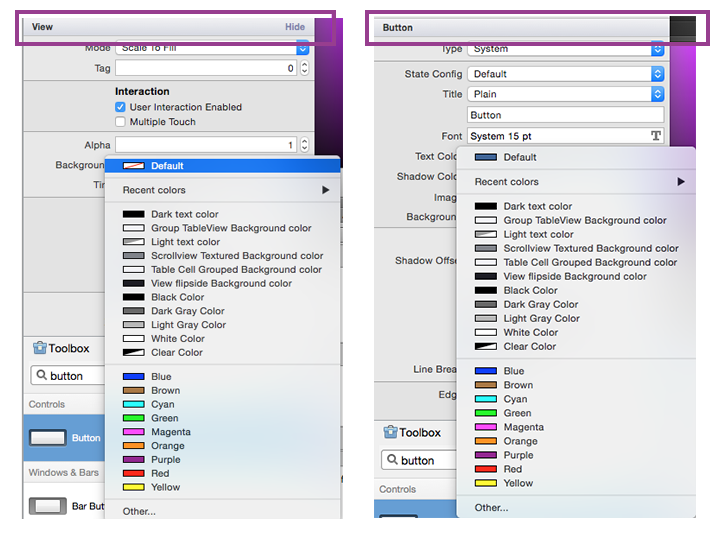 View Hide
Mode Scale To Fill
Tag 0
Interaction
User Interaction Enabled
Multiple Touch
Alpha 1
Background
Default
Recent colors
Dark text color
Group TableView Background color
Light text color
Scrollview Textured Background color
Table Cell Grouped Background color
View flipside Background color
Black Color
Dark Gray Color
Light Gray Color
White Color
Clear Color
Blue
Brown
Cyan
Green
Magenta
Orange
Purple
Red
Yellow
Other...
Toolbox
button
Controls
Button
Windows & Bars
Bar But
Button
Type System
State Config Default
Title Plain
Button
Font System 15 pt T
Text Colo
Shadow Colo
Imag
Background
Shadow Offse
Line Brea
Edg
Default
Recent colors
Dark text color
Group TableView Background color
Light text color
Scrollview Textured Background color
Table Cell Grouped Background color
View flipside Background color
Black Color
Dark Gray Color
Light Gray Color
White Color
Clear Color
Blue
Brown
Cyan
Green
Magenta
Orange
Purple
Red
Yellow
Other...
Toolbox
button
Controls